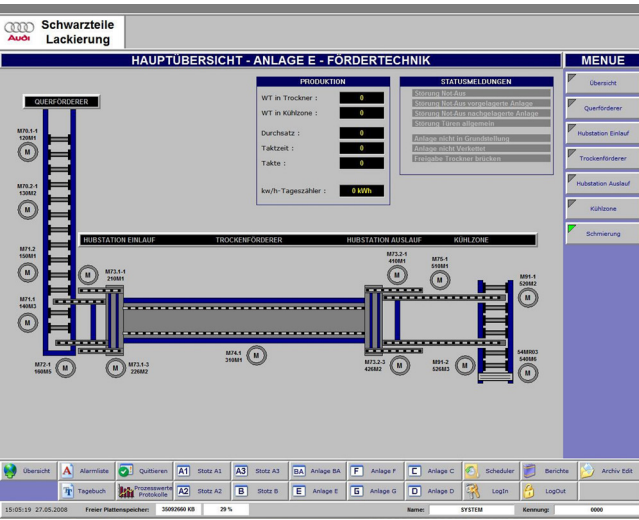 Audi
Schwarzteile
Lackierung
HAUPTÜBERSICHT - ANLAGE E - FÖRDERTECHNIK
MENUE
PRODUKTION
WT in Trockner : 0
WT in Kühlzone : 0
Durchsatz : 0
Taktzeit : 0
Takte : 0
kw/h-Tageszähler : 0 kWh
STATUSMELDUNGEN
Störung Not-Aus
Störung Not-Aus vorgelagerte Anlage
Störung Not-Aus nachgelagerte Anlage
Störung Türen allgemein
Anlage nicht in Grundstellung
Anlage nicht Verkettet
Freigabe Trockner brücken
Übersicht
Querförderer
Hubstation Einlauf
Trockenförderer
Hubstation Auslauf
Kühlzone
Schmierung
QUERFÖRDERER
M70.1-1
120M1
M
M70.2-1
130M2
M
M71.2
150M1
M
M71.1
140M3
M
HUBSTATION EINLAUF TROCKENFÖRDERER HUBSTATION AUSLAUF KÜHLZONE
M M73.1-1
210M1
M73.2-1
410M1
M
M75-1
510M1
M
M91-1
520M2
M
M72-1
160M5
M
M M73.1-3
226M2
M74.1
310M1
M
M73.2-3
426M2
M
M91-2
526M3
M
S4MR03
540M6
M
Übersicht Alarmliste Quittieren A1 Stotz A1 A3 Stotz A3 BA Anlage BA F Anlage F C Anlage C Scheduler Berichte Archiv Edit
Tagebuch Prozesswerte Protokolle A2 Stotz A2 B Stotz B E Anlage E G Anlage G D Anlage D LogIn LogOut
15:05:19 27.05.2008 Freier Plattenspeicher: 35092660 KB 29 % Name: SYSTEM Kennung: 0000